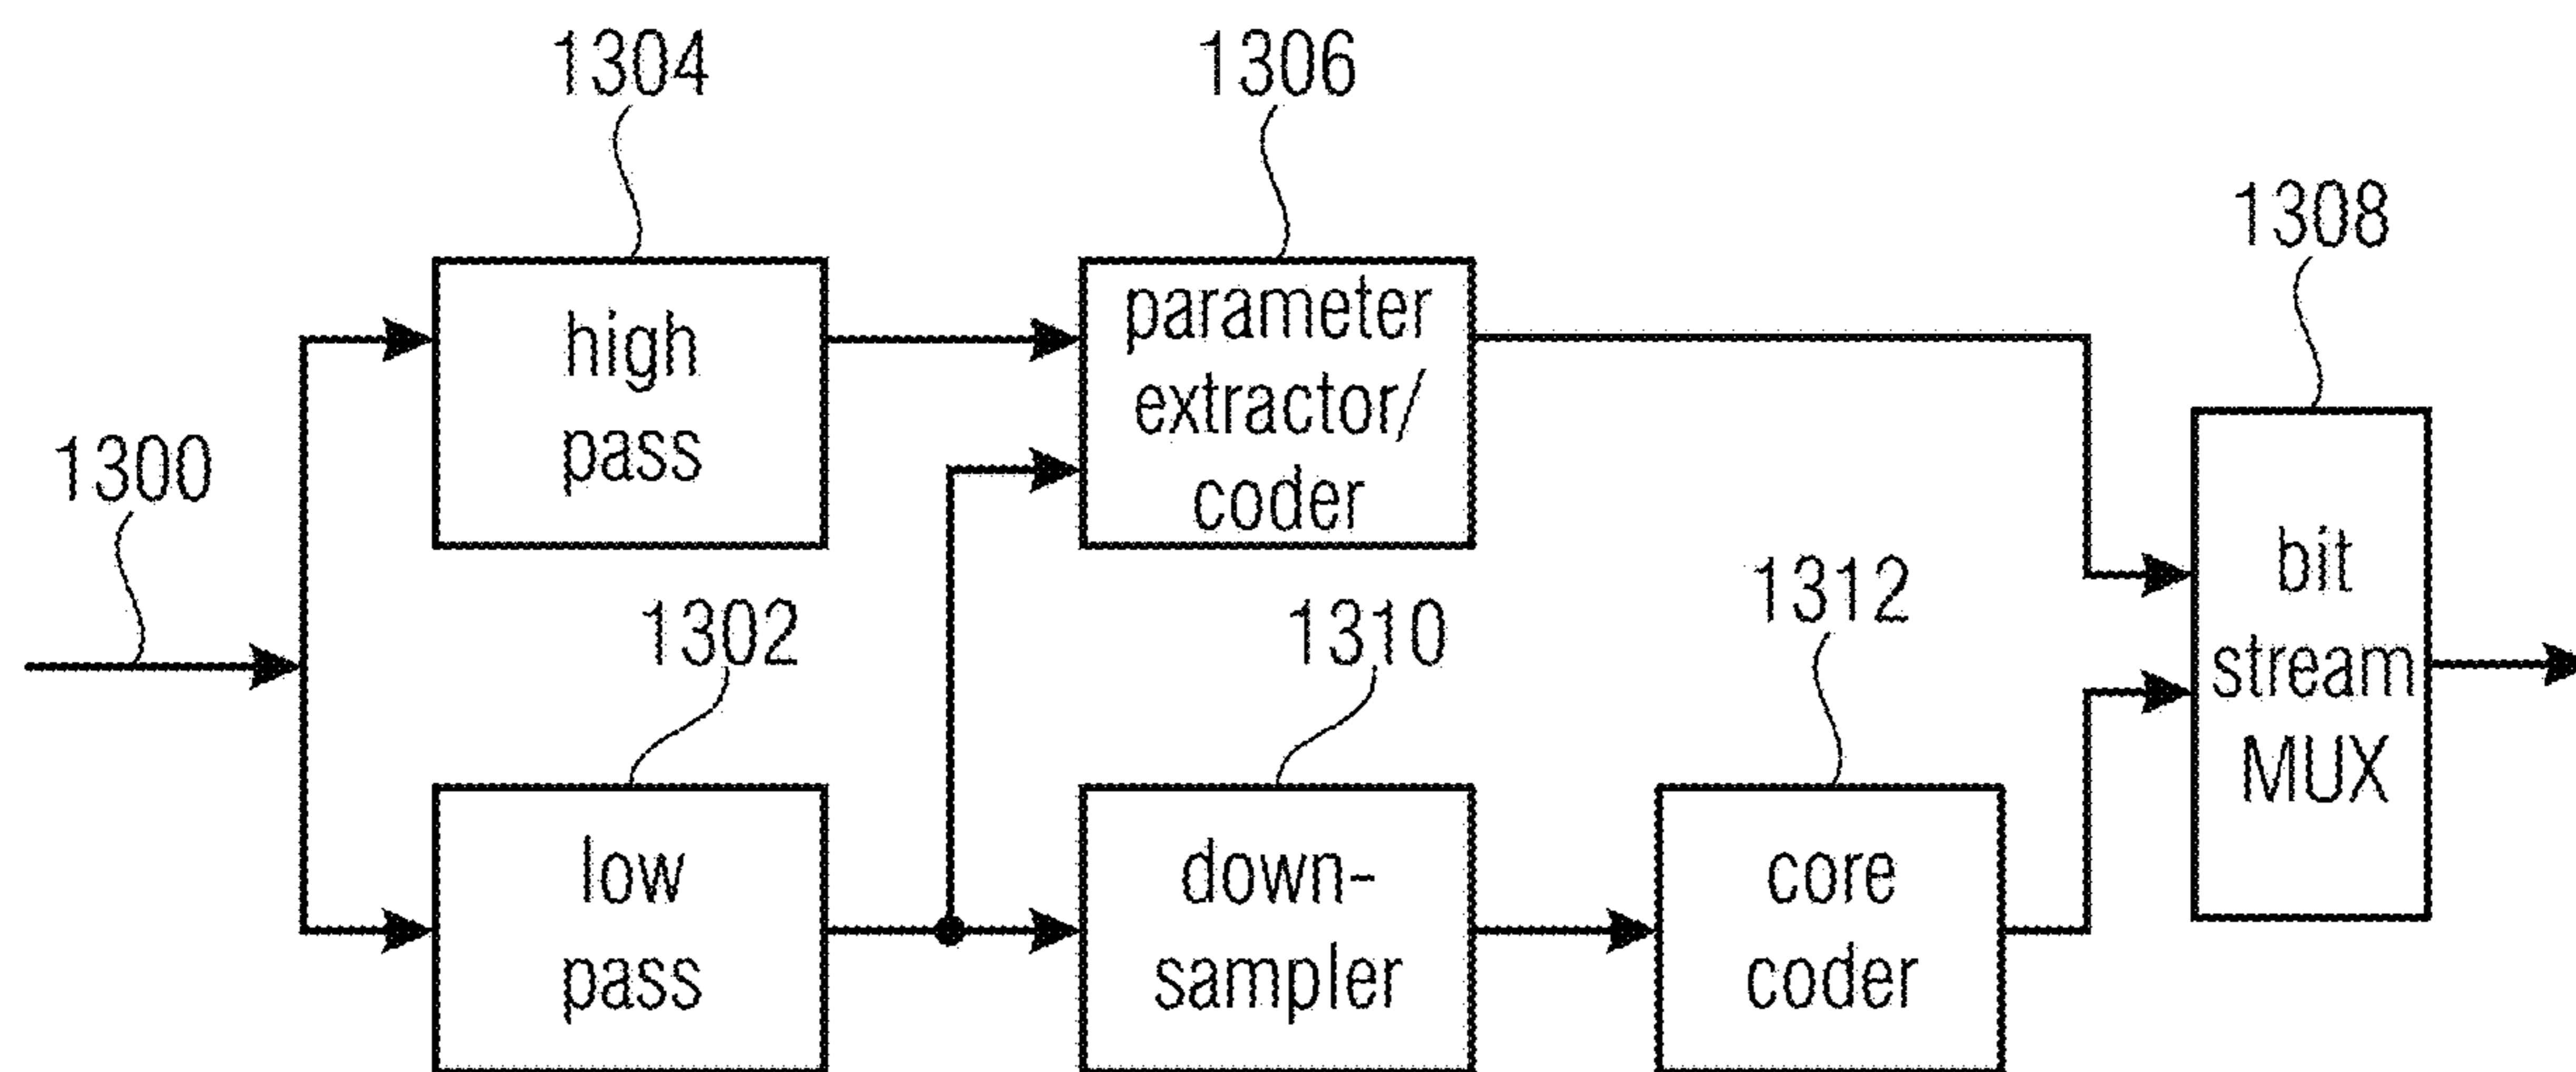 1304
1306
1308
high
pass
parameter
extractor/
coder
1300
bit
stream
MUX
1302
1310
1312
low
pass
down-
sampler
core
coder